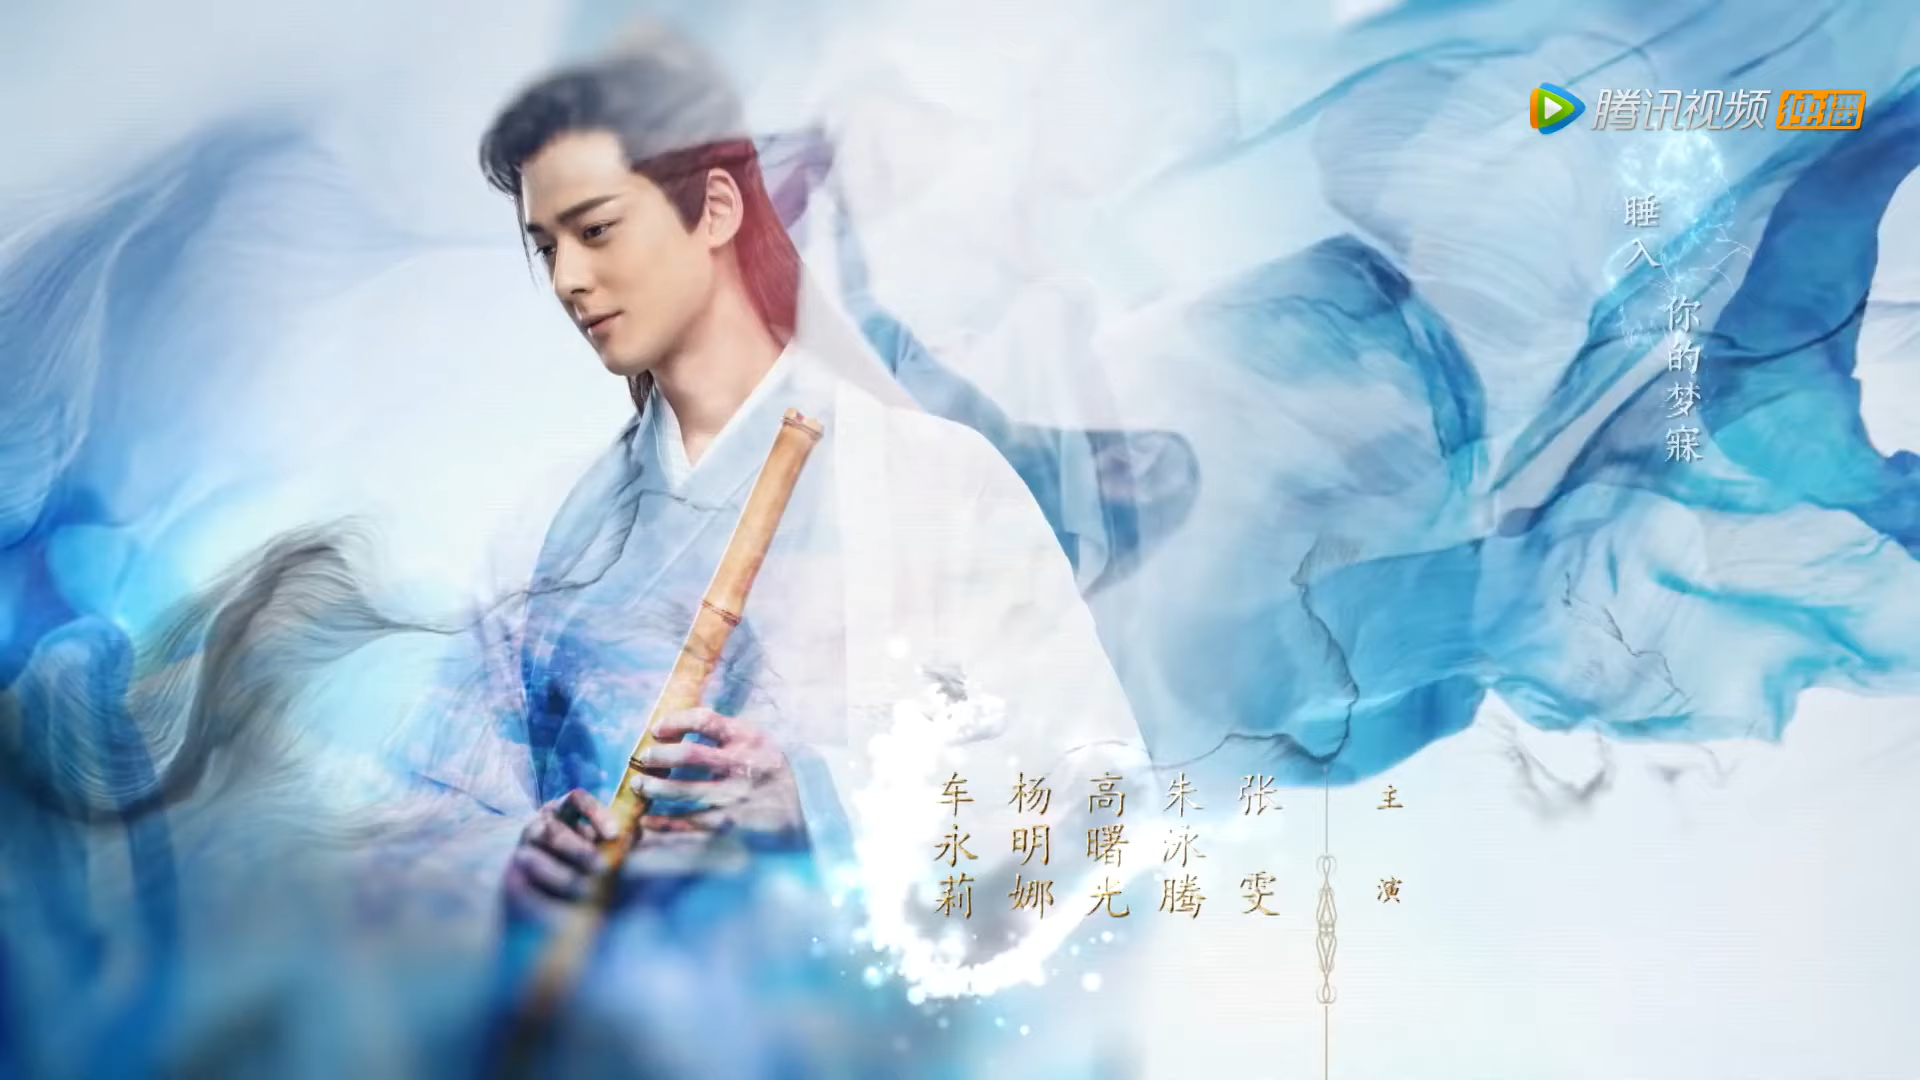 腾讯视频 独播
睡入
你的梦寐
主演
张雯
朱泳腾
高曙光
杨明娜
车永莉